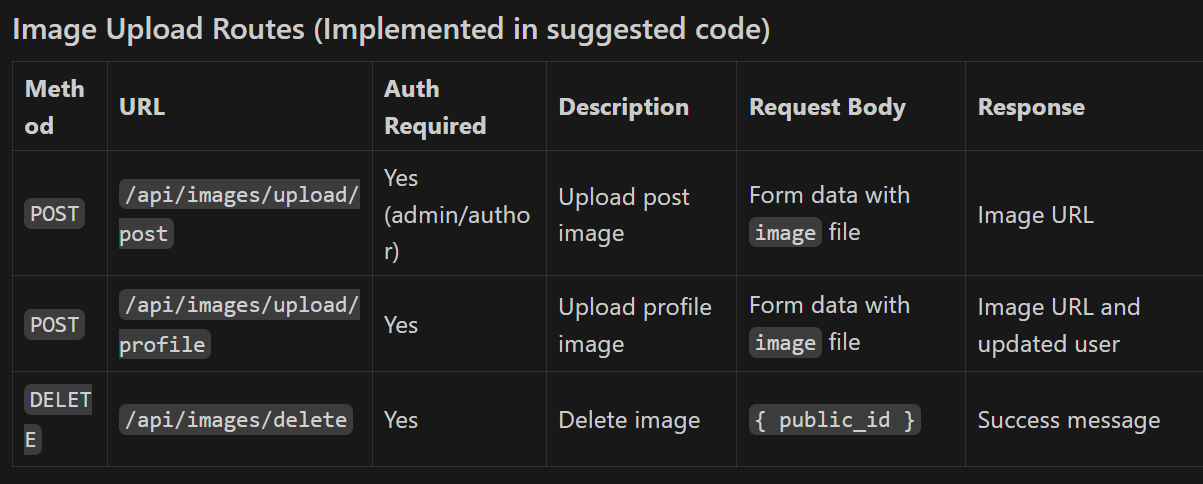 Image Upload Routes (Implemented in suggested code)
Meth
od
URL
Auth
Required
Description
Request Body
Response
POST
/api/images/upload/
post
Yes
(admin/autho
r)
Upload post
image
Form data with
image file
Image URL
POST
/api/images/upload/
profile
Yes
Upload profile
image
Form data with
image file
Image URL and
updated user
DELET
E
/api/images/delete
Yes
Delete image
{ public_id }
Success message